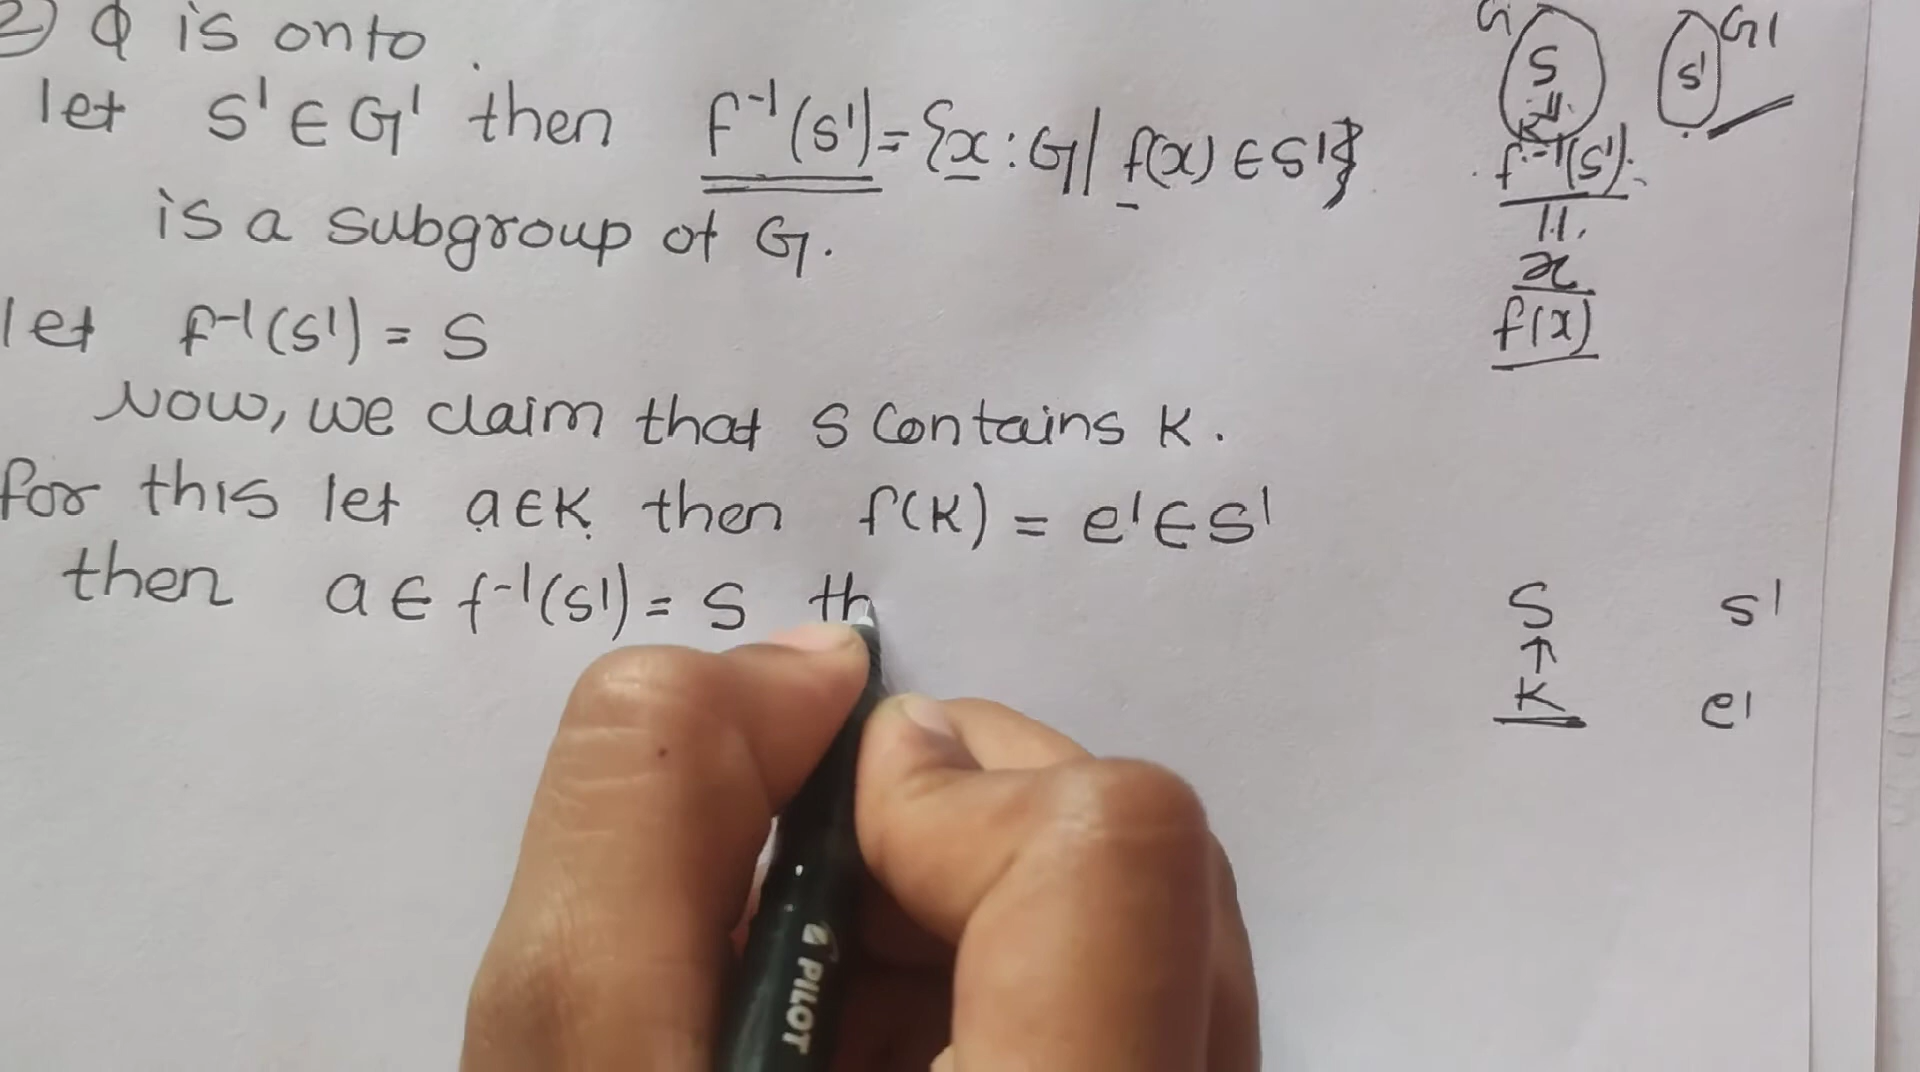 2) Φ is onto.
let S' ∈ G' then f⁻¹(S') = {x : G | f(x) ∈ S'}
is a subgroup of G.
let f⁻¹(S') = S
Now, we claim that S contains K.
for this let a ∈ K then f(K) = e' ∈ S'
then a ∈ f⁻¹(S') = S th
G S S' G'
K
f⁻¹(S')
x
f(x)
S S'
↑
K e'
PILOT